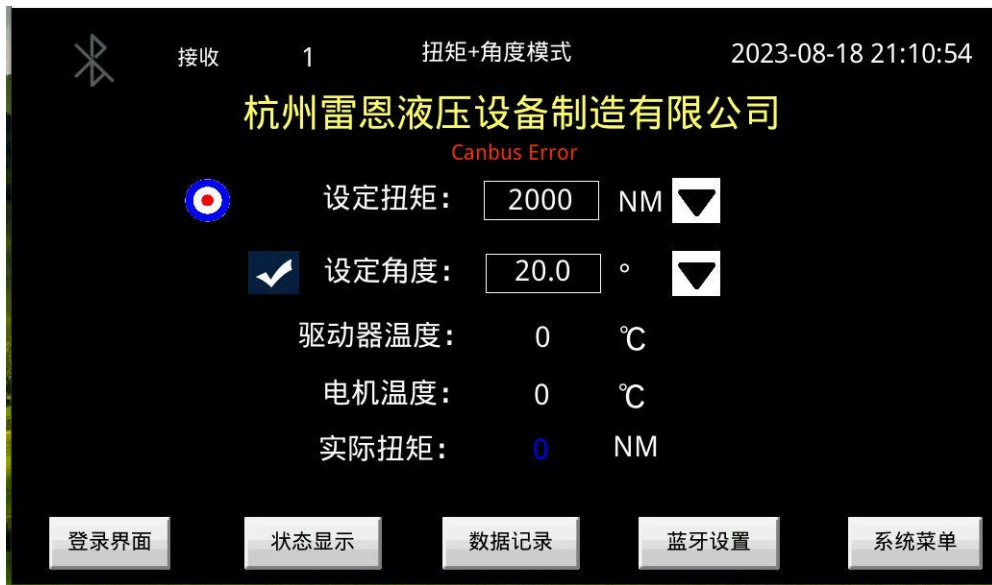 接收 1 扭矩+角度模式 2023-08-18 21:10:54
杭州雷恩液压设备制造有限公司
Canbus Error
设定扭矩: 2000 NM
设定角度: 20.0 °
驱动器温度: 0 ℃
电机温度: 0 ℃
实际扭矩: 0 NM
登录界面 状态显示 数据记录 蓝牙设置 系统菜单